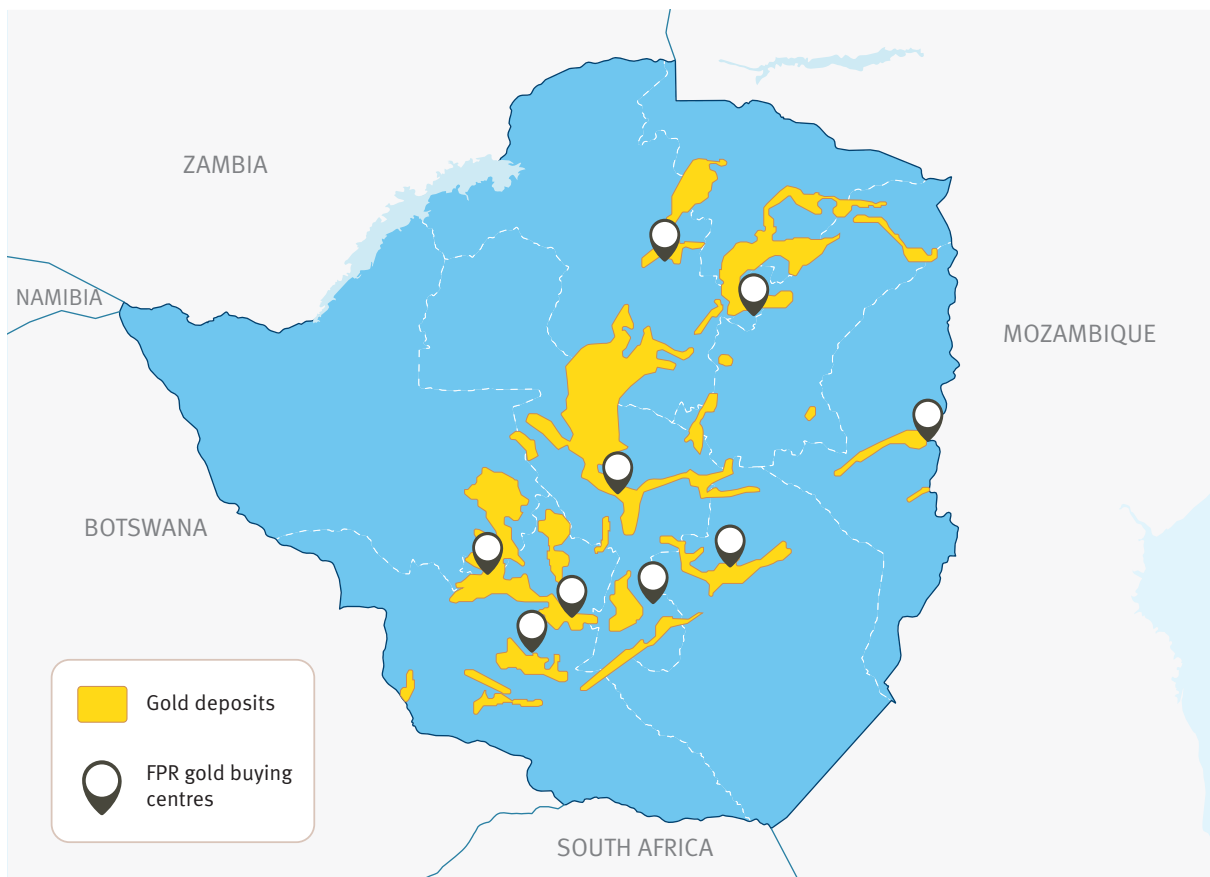 ZAMBIA
NAMIBIA
MOZAMBIQUE
BOTSWANA
Gold deposits
FPR gold buying
centres
SOUTH AFRICA